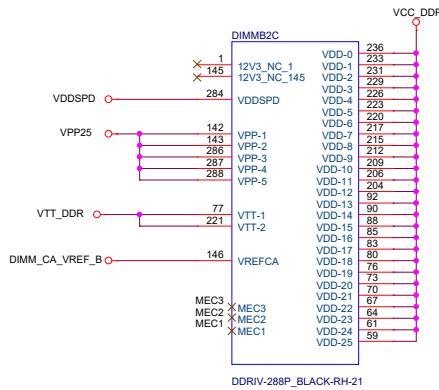 VCC_DDR
DIMMB2C
1 12V3_NC_1 VDD-0 236
145 12V3_NC_145 VDD-1 233
VDD-2 231
VDDSPD 284 VDDSPD VDD-3 229
VDD-4 226
VDD-5 223
VDD-6 220
VPP25 142 VPP-1 VDD-7 217
143 VPP-2 VDD-8 215
286 VPP-3 VDD-9 212
287 VPP-4 VDD-10 209
288 VPP-5 VDD-11 206
VDD-12 204
VDD-13 92
VTT_DDR 77 VTT-1 VDD-14 90
221 VTT-2 VDD-15 88
VDD-16 85
VDD-17 83
DIMM_CA_VREF_B 146 VREFCA VDD-18 80
VDD-19 76
VDD-20 73
VDD-21 70
MEC3 MEC3 VDD-22 67
MEC2 MEC2 VDD-23 64
MEC1 MEC1 VDD-24 61
VDD-25 59
DDRIV-288P_BLACK-RH-21